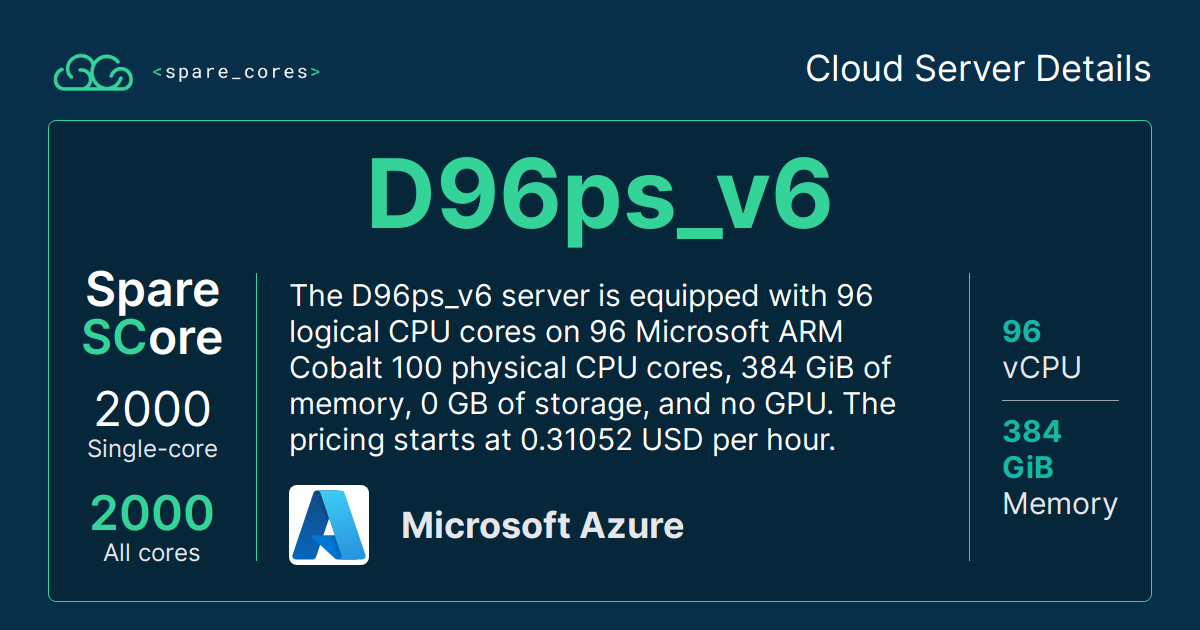 <spare_cores>
Cloud Server Details
D96ps_v6
Spare
SCore
2000
Single-core
2000
All cores
The D96ps_v6 server is equipped with 96
logical CPU cores on 96 Microsoft ARM
Cobalt 100 physical CPU cores, 384 GiB of
memory, 0 GB of storage, and no GPU. The
pricing starts at 0.31052 USD per hour.
Microsoft Azure
96
vCPU
384
GiB
Memory